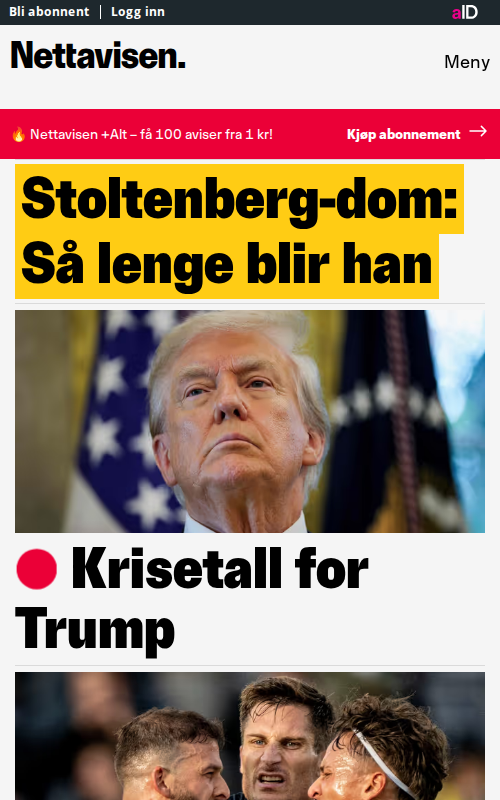 Bli abonnent
Logg inn
aID
Nettavisen.
Meny
🔥 Nettavisen +Alt – få 100 aviser fra 1 kr!
Kjøp abonnement →
Stoltenberg-dom:
Så lenge blir han
Krisetall for
Trump